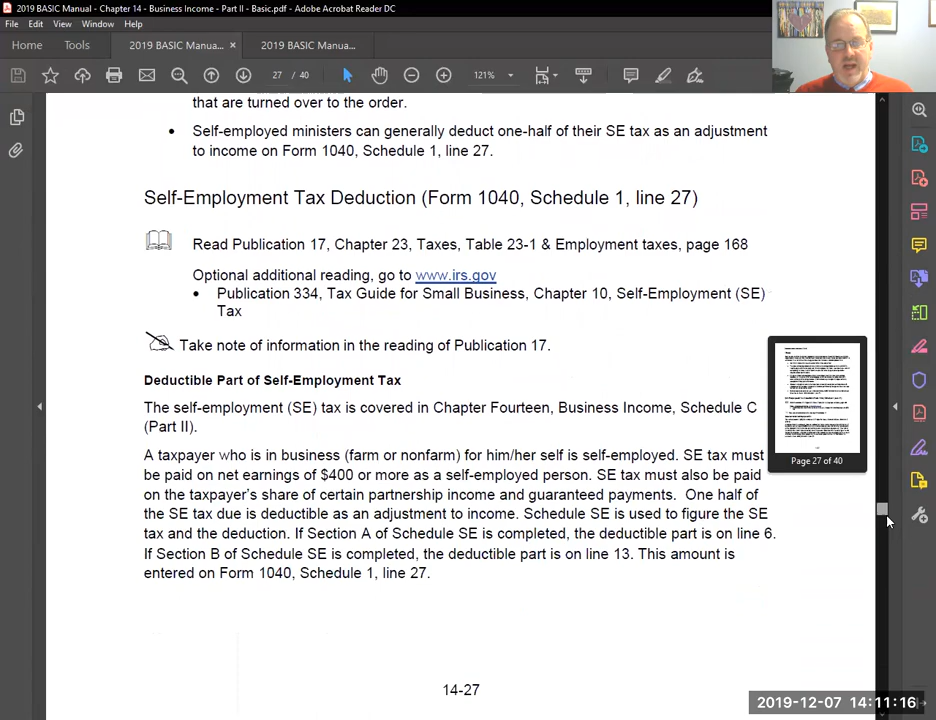 2019 BASIC Manual - Chapter 14 - Business Income - Part II - Basic.pdf - Adobe Acrobat Reader DC
File Edit View Window Help
Home Tools 2019 BASIC Manua... × 2019 BASIC Manua...
27 / 40 121%
that are turned over to the order.
• Self-employed ministers can generally deduct one-half of their SE tax as an adjustment
to income on Form 1040, Schedule 1, line 27.
Self-Employment Tax Deduction (Form 1040, Schedule 1, line 27)
Read Publication 17, Chapter 23, Taxes, Table 23-1 & Employment taxes, page 168
Optional additional reading, go to www.irs.gov
• Publication 334, Tax Guide for Small Business, Chapter 10, Self-Employment (SE)
Tax
Take note of information in the reading of Publication 17.
Deductible Part of Self-Employment Tax
The self-employment (SE) tax is covered in Chapter Fourteen, Business Income, Schedule C
(Part II).
A taxpayer who is in business (farm or nonfarm) for him/her self is self-employed. SE tax must
be paid on net earnings of $400 or more as a self-employed person. SE tax must also be paid
on the taxpayer's share of certain partnership income and guaranteed payments. One half of
the SE tax due is deductible as an adjustment to income. Schedule SE is used to figure the SE
tax and the deduction. If Section A of Schedule SE is completed, the deductible part is on line 6.
If Section B of Schedule SE is completed, the deductible part is on line 13. This amount is
entered on Form 1040, Schedule 1, line 27.
Page 27 of 40
14-27
2019-12-07 14:11:16